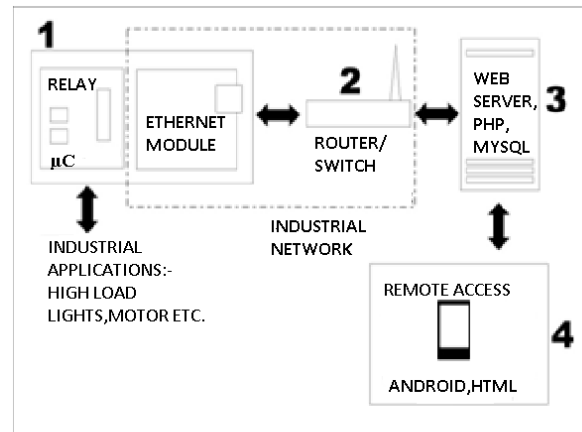 1
RELAY
µC
ETHERNET
MODULE
2
ROUTER/
SWITCH
INDUSTRIAL
NETWORK
WEB
SERVER,
PHP,
MYSQL
3
INDUSTRIAL
APPLICATIONS:-
HIGH LOAD
LIGHTS,MOTOR ETC.
REMOTE ACCESS
4
ANDROID,HTML